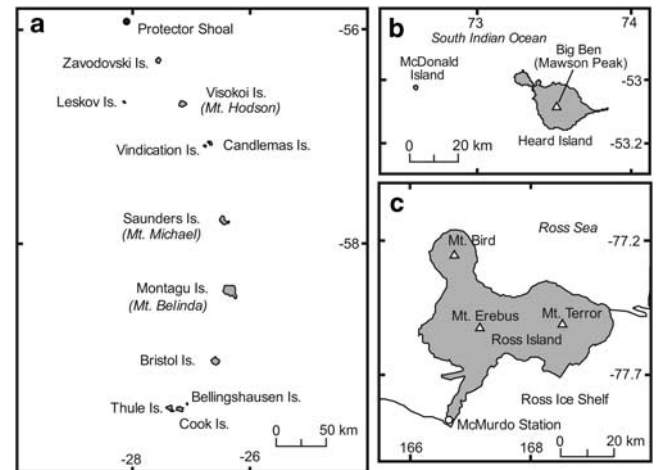 a
-56
Protector Shoal
Zavodovski Is.
Leskov Is.
Visokoi Is.
(Mt. Hodson)
Vindication Is.
Candlemas Is.
Saunders Is.
(Mt. Michael)
-58
Montagu Is.
(Mt. Belinda)
Bristol Is.
Bellingshausen Is.
Thule Is.
Cook Is.
0 50 km
-28
-26
b
73
74
South Indian Ocean
Big Ben
(Mawson Peak)
McDonald
Island
-53
Heard Island
-53.2
0 20 km
c
Ross Sea
Mt. Bird
-77.2
Mt. Erebus
Mt. Terror
Ross Island
-77.7
Ross Ice Shelf
McMurdo Station
166
168
0 20 km